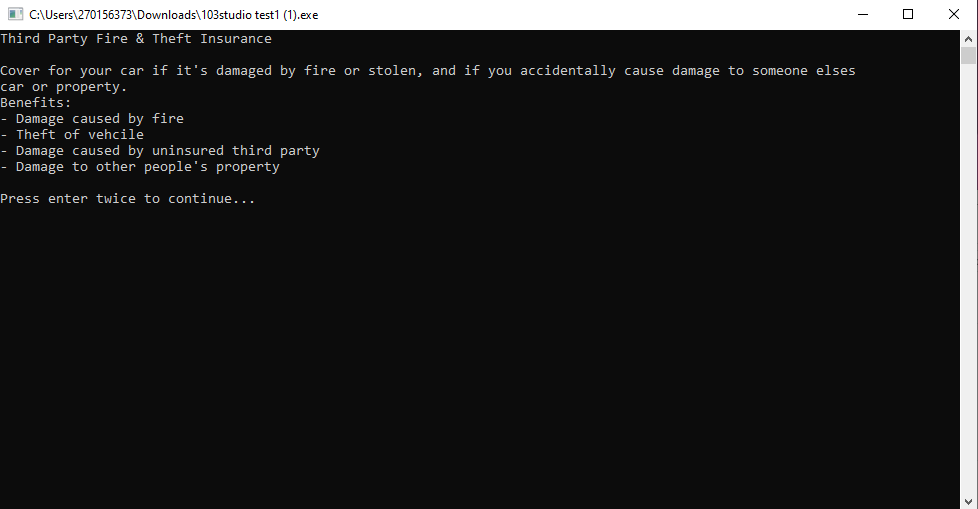 C:\Users\270156373\Downloads\103studio test1 (1).exe
Third Party Fire & Theft Insurance
Cover for your car if it's damaged by fire or stolen, and if you accidentally cause damage to someone elses
car or property.
Benefits:
- Damage caused by fire
- Theft of vehcile
- Damage caused by uninsured third party
- Damage to other people's property
Press enter twice to continue...